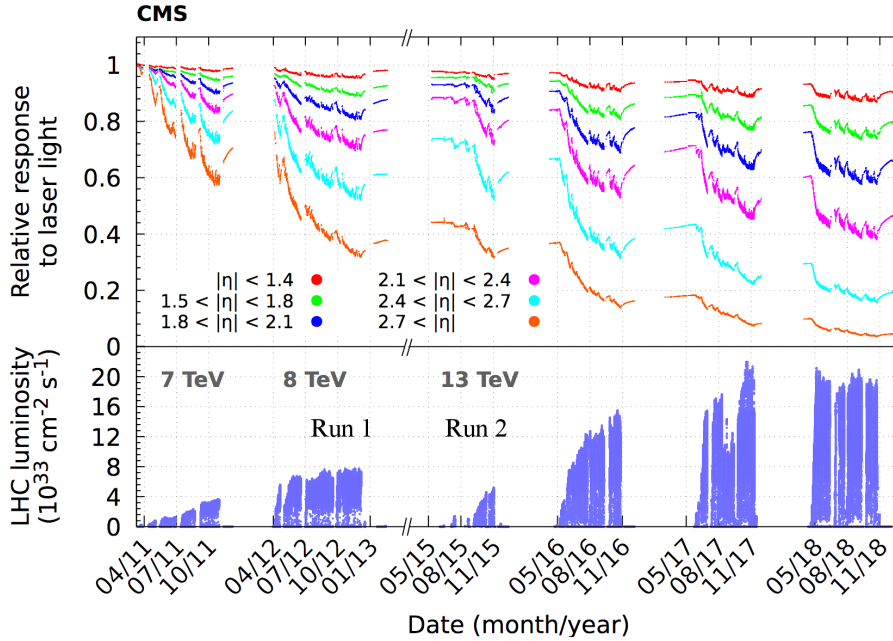 CMS
Relative response
to laser light
1
0.8
0.6
0.4
0.2
0
|η| < 1.4
1.5 < |η| < 1.8
1.8 < |η| < 2.1
2.1 < |η| < 2.4
2.4 < |η| < 2.7
2.7 < |η|
LHC luminosity
(10³³ cm⁻² s⁻¹)
20
16
12
8
4
0
7 TeV
8 TeV
13 TeV
Run 1
Run 2
04/11
07/11
10/11
04/12
07/12
10/12
01/13
05/15
08/15
11/15
05/16
08/16
11/16
05/17
08/17
11/17
05/18
08/18
11/18
Date (month/year)